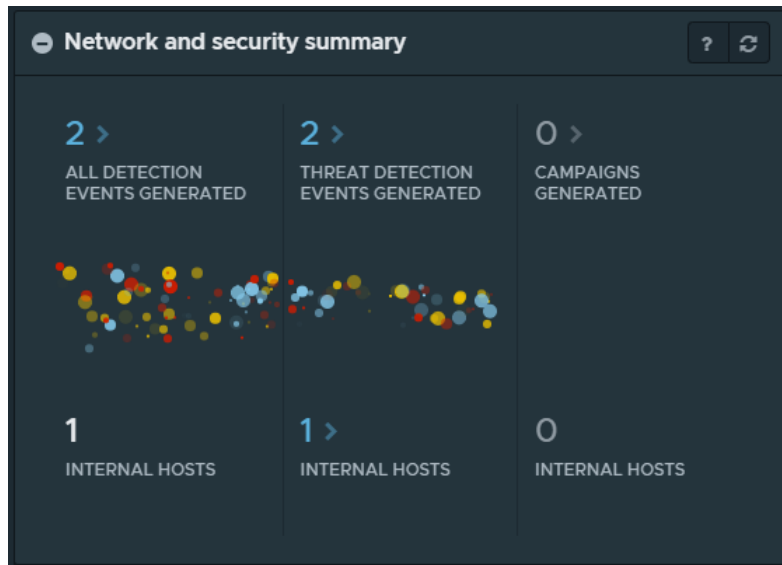 Network and security summary
?
2 >
ALL DETECTION
EVENTS GENERATED
2 >
THREAT DETECTION
EVENTS GENERATED
0 >
CAMPAIGNS
GENERATED
1
INTERNAL HOSTS
1 >
INTERNAL HOSTS
0
INTERNAL HOSTS